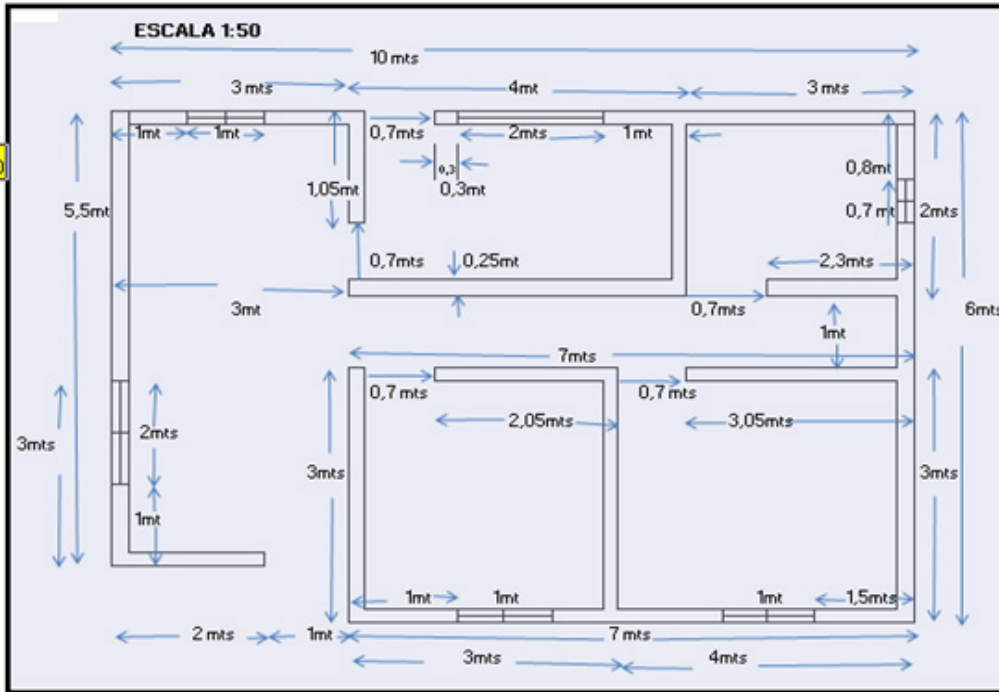 ESCALA 1:50
10 mts
3 mts
4mt
3 mts
1mt
1mt
0,7mts
2mts
1mt
0,3
0,8mt
1,05mt
0,3mt
5,5mt
0,7 mt
2mts
0,7mts
0,25mt
2,3mts
3mt
0,7mts
6mts
1mt
7mts
0,7 mts
0,7 mts
2,05mts
3,05mts
3mts
2mts
3mts
3mts
1mt
1mt
1mt
1mt
1,5mts
2 mts
1mt
7 mts
3mts
4mts